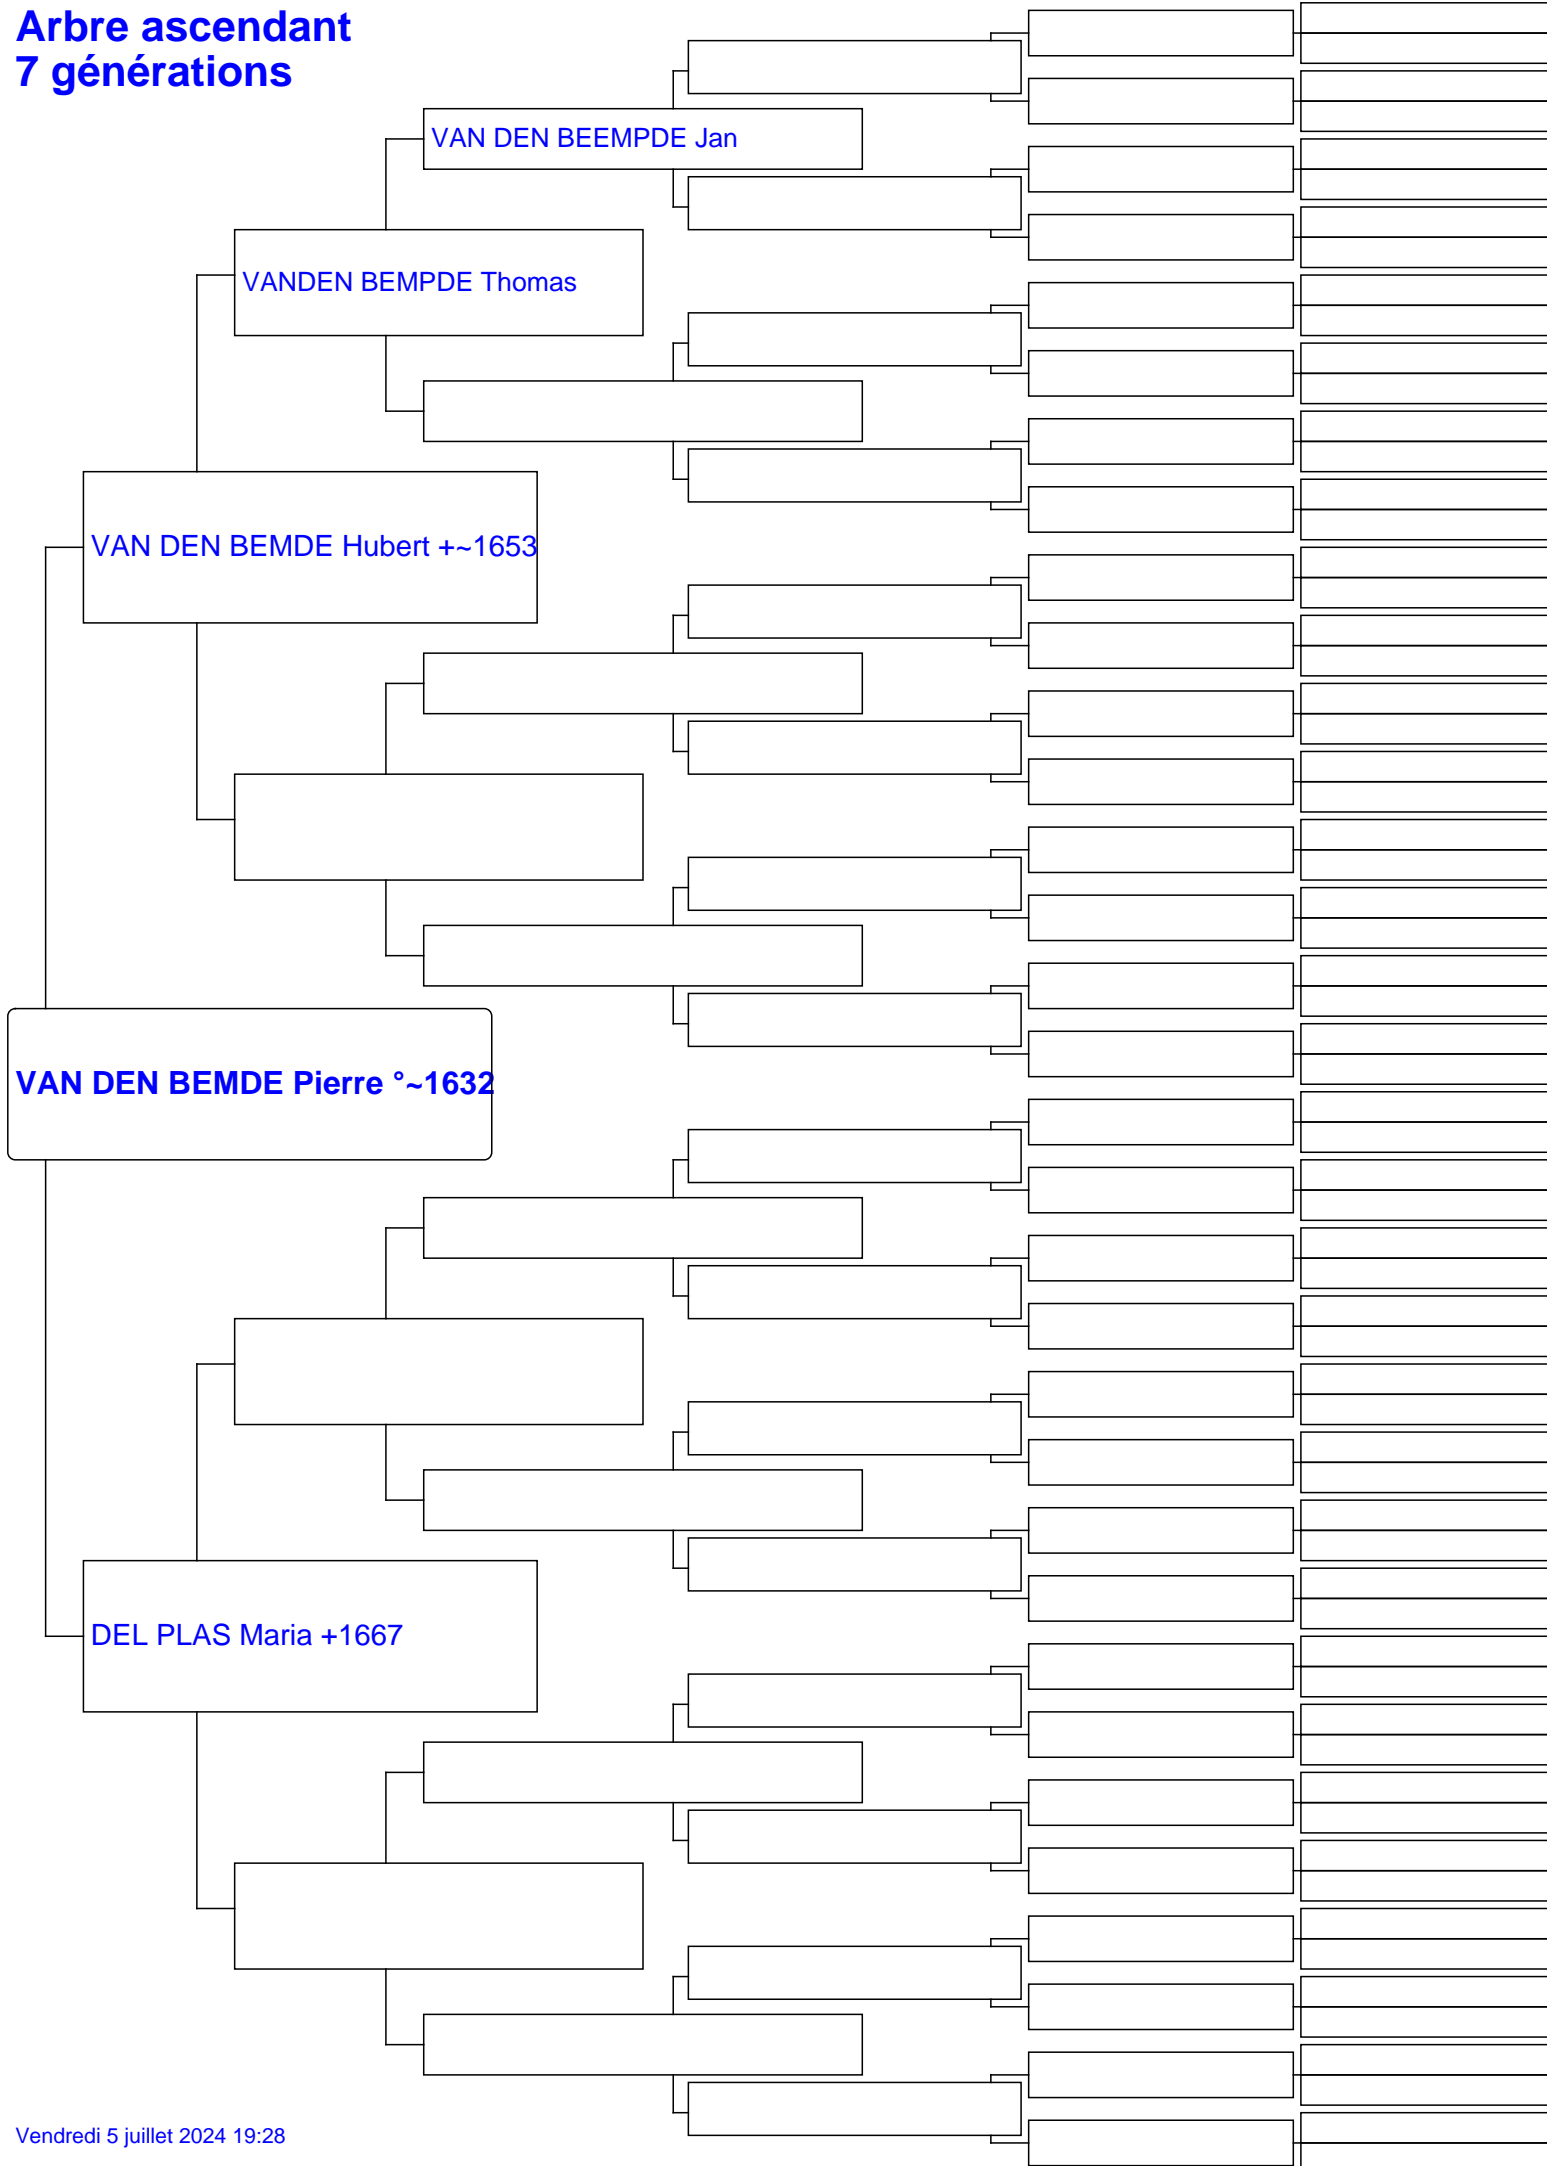 Arbre ascendant
7 générations
VAN DEN BEEMPDE Jan
VANDEN BEMPDE Thomas
VAN DEN BEMDE Hubert +~1653
VAN DEN BEMDE Pierre °~1632
DEL PLAS Maria +1667
Vendredi 5 juillet 2024 19:28